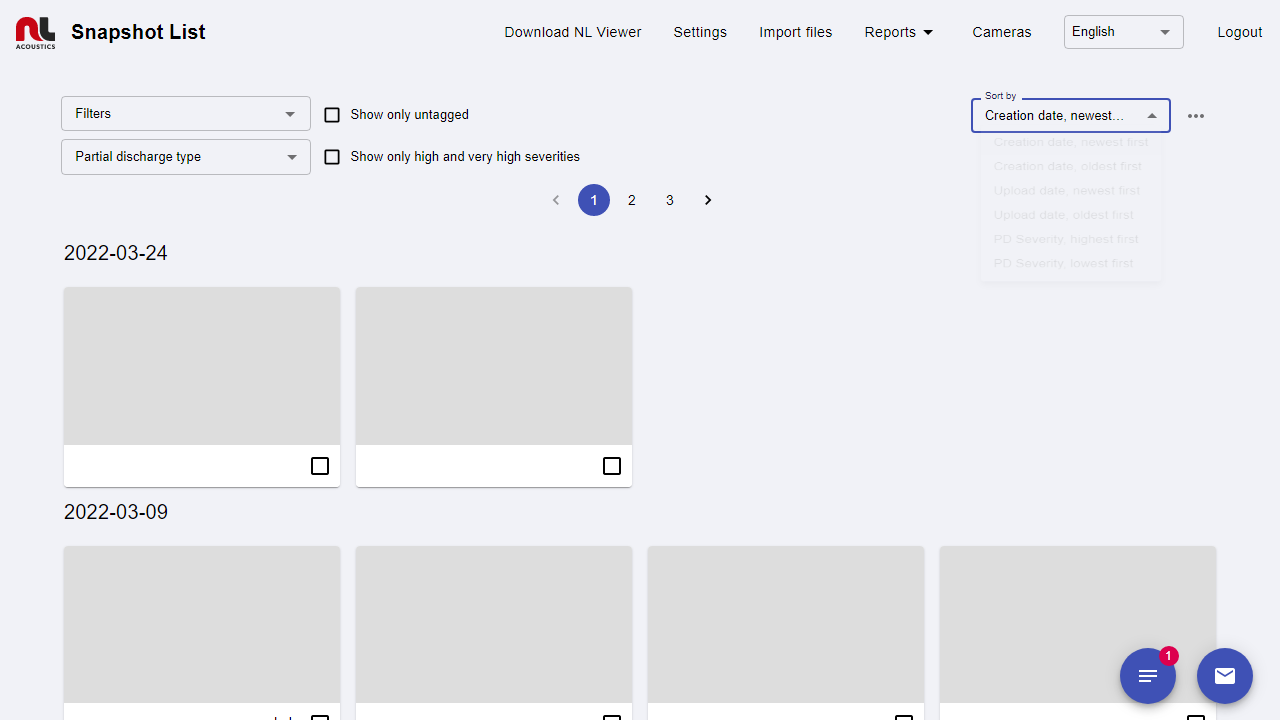 NL
ACOUSTICS
Snapshot List
Download NL Viewer
Settings
Import files
Reports
Cameras
English
Logout
Filters
Show only untagged
Sort by
Creation date, newest…
Partial discharge type
Show only high and very high severities
Creation date, newest first
Creation date, oldest first
Upload date, newest first
Upload date, oldest first
PD Severity, highest first
PD Severity, lowest first
1
2
3
2022-03-24
2022-03-09
1